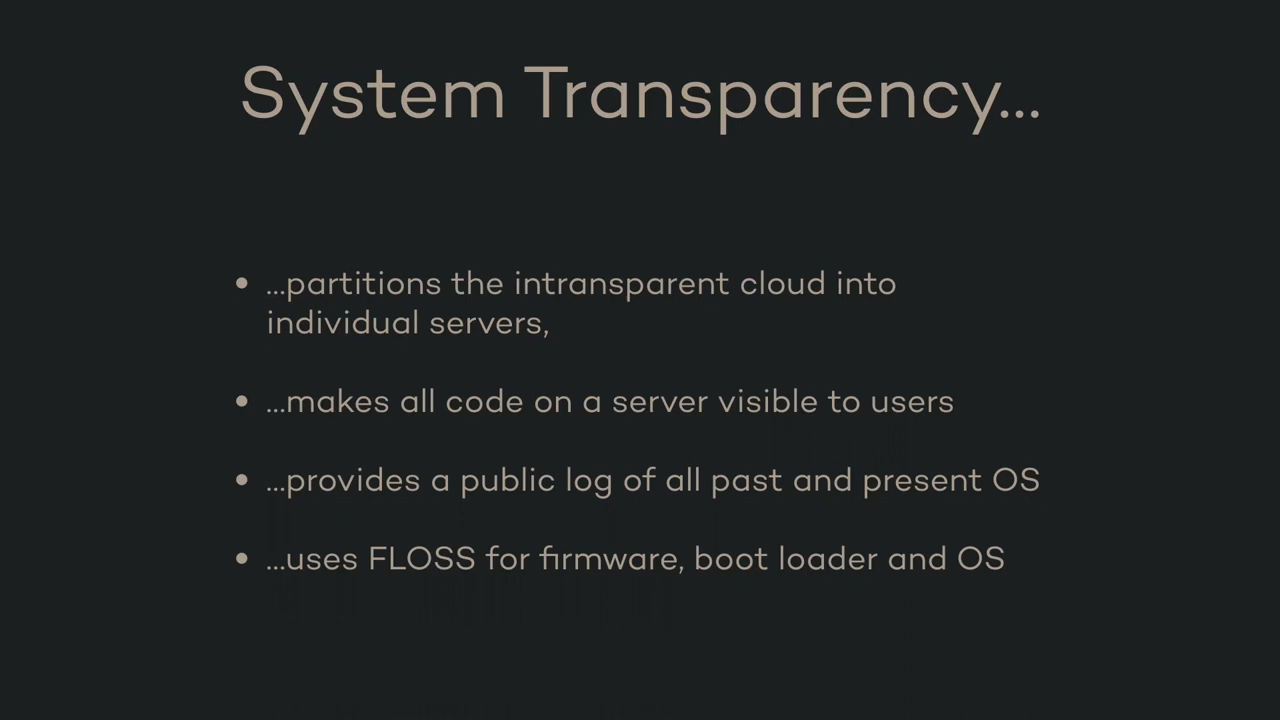 System Transparency...
• ...partitions the intransparent cloud into
individual servers,
• ...makes all code on a server visible to users
• ...provides a public log of all past and present OS
• ...uses FLOSS for firmware, boot loader and OS